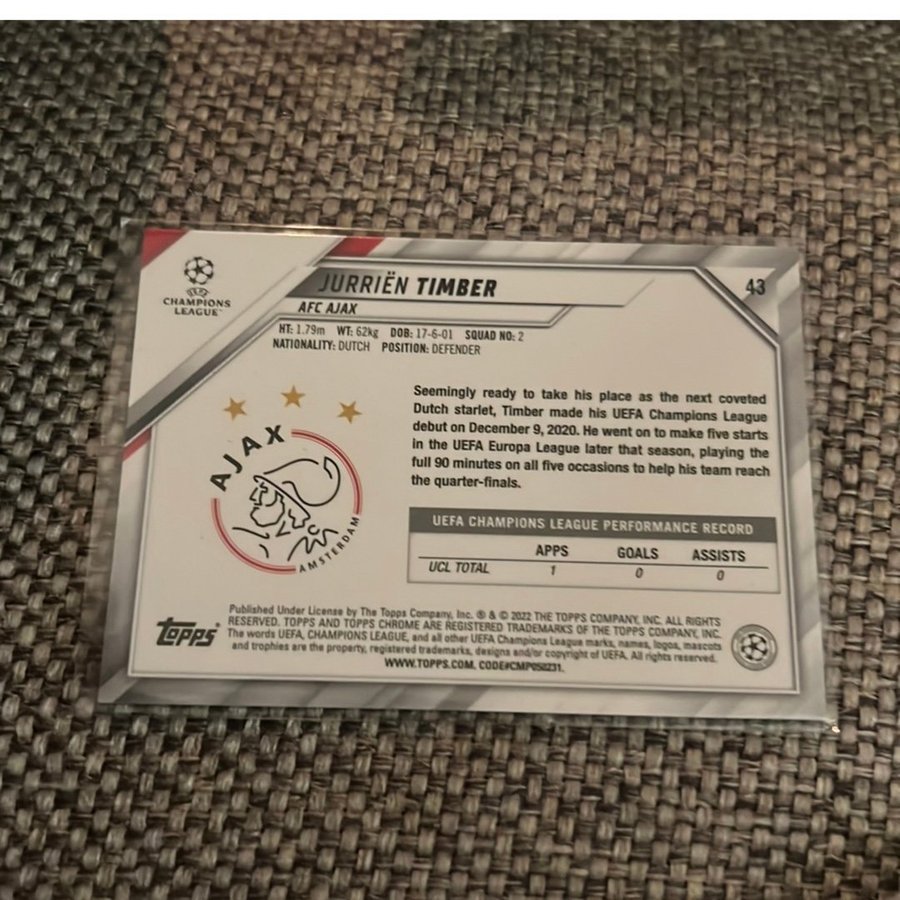 UEFA
CHAMPIONS
LEAGUE
JURRIËN TIMBER
43
AFC AJAX
HT: 1.79m WT: 62kg DOB: 17-6-01 SQUAD NO: 2
NATIONALITY: DUTCH POSITION: DEFENDER
AJAX
AMSTERDAM
Seemingly ready to take his place as the next coveted
Dutch starlet, Timber made his UEFA Champions League
debut on December 9, 2020. He went on to make five starts
in the UEFA Europa League later that season, playing the
full 90 minutes on all five occasions to help his team reach
the quarter-finals.
UEFA CHAMPIONS LEAGUE PERFORMANCE RECORD
APPS GOALS ASSISTS
UCL TOTAL 1 0 0
topps
Published Under License by The Topps Company, Inc. ® & © 2022 THE TOPPS COMPANY, INC. ALL RIGHTS
RESERVED. TOPPS AND TOPPS CHROME ARE REGISTERED TRADEMARKS OF THE TOPPS COMPANY, INC.
The words UEFA, CHAMPIONS LEAGUE, and all other UEFA Champions League marks, names, logos, mascots
and trophies are the property, registered trademarks, designs and/or copyright of UEFA. All rights reserved.
WWW.TOPPS.COM. CODE#CMP058231.